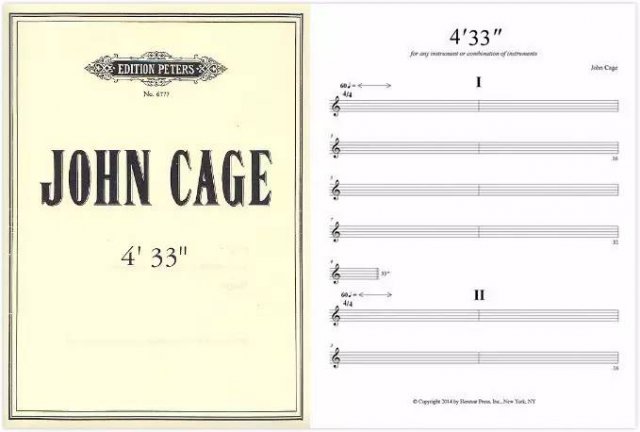 EDITION PETERS
No. 6777
JOHN CAGE
4' 33"
4′33″
for any instrument or combination of instruments
John Cage
I
60
4/4
16
32
33"
II
60
4/4
16
© Copyright 2014 by Henmar Press, Inc., New York, NY